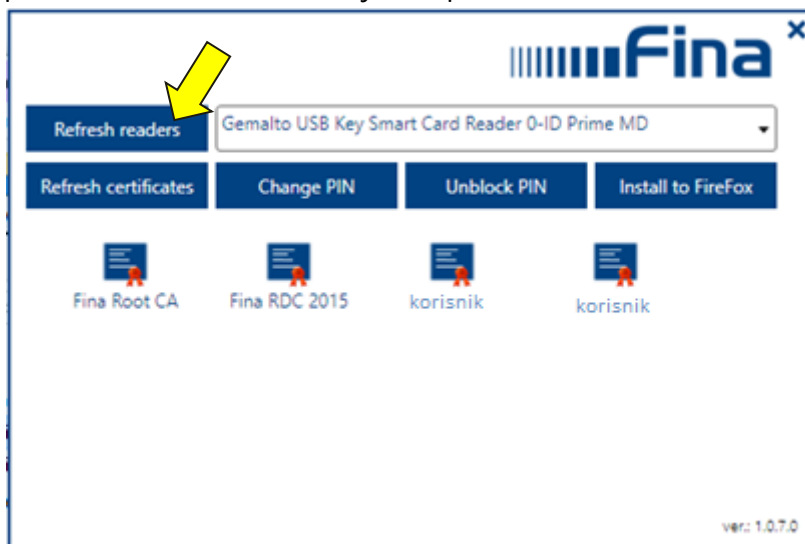 Fina
×
Refresh readers Gemalto USB Key Smart Card Reader 0-ID Prime MD
Refresh certificates Change PIN Unblock PIN Install to FireFox
Fina Root CA Fina RDC 2015 korisnik korisnik
ver.: 1.0.7.0